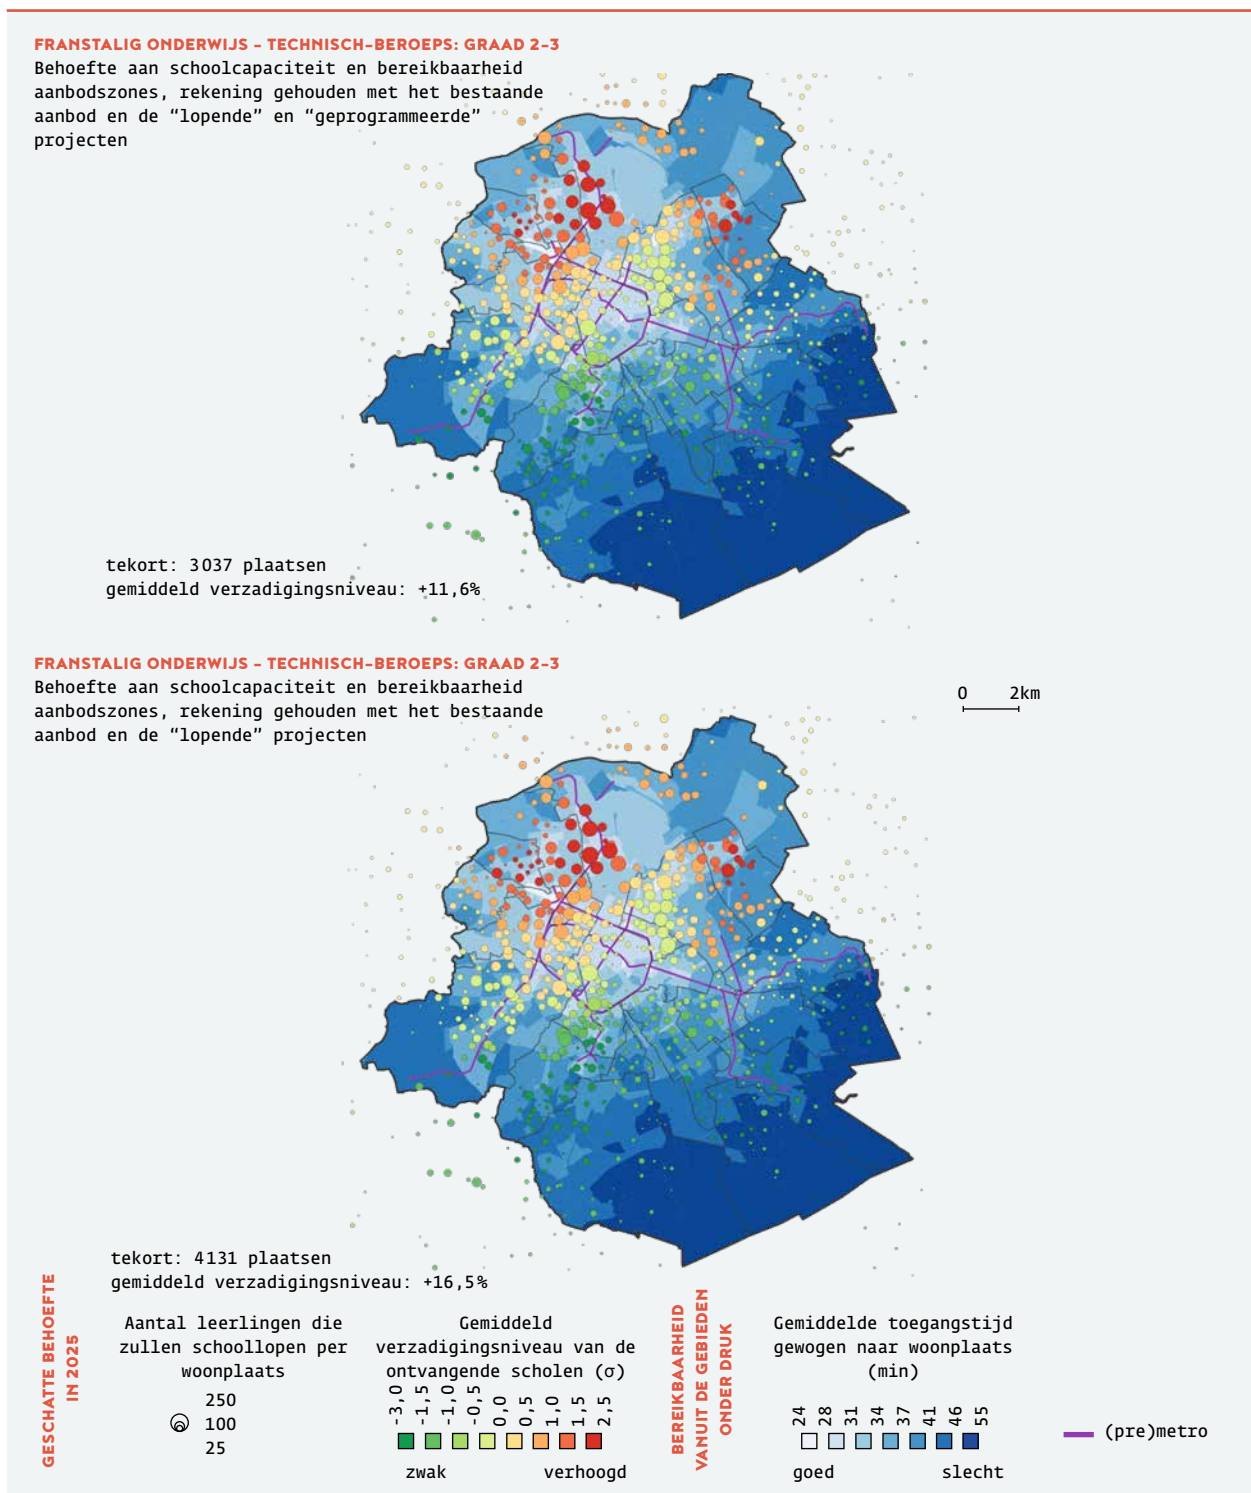 FRANSTALIG ONDERWIJS – TECHNISCH-BEROEPS: GRAAD 2-3
Behoefte aan schoolcapaciteit en bereikbaarheid
aanbodszones, rekening gehouden met het bestaande
aanbod en de “lopende” en “geprogrammeerde”
projecten
tekort: 3037 plaatsen
gemiddeld verzadigingsniveau: +11,6%
FRANSTALIG ONDERWIJS – TECHNISCH-BEROEPS: GRAAD 2-3
Behoefte aan schoolcapaciteit en bereikbaarheid
aanbodszones, rekening gehouden met het bestaande
aanbod en de “lopende” projecten
0 2km
tekort: 4131 plaatsen
gemiddeld verzadigingsniveau: +16,5%
GESCHATTE BEHOEFTE
IN 2025
Aantal leerlingen die
zullen schoollopen per
woonplaats
250
100
25
Gemiddeld
verzadigingsniveau van de
ontvangende scholen (σ)
-3,0 -1,5 -1,0 -0,5 0,0 0,5 1,0 1,5 2,5
zwak verhoogd
BEREIKBAARHEID
VANUIT DE GEBIEDEN
ONDER DRUK
Gemiddelde toegangstijd
gewogen naar woonplaats
(min)
24 28 31 34 37 41 46 55
goed slecht
(pre)metro